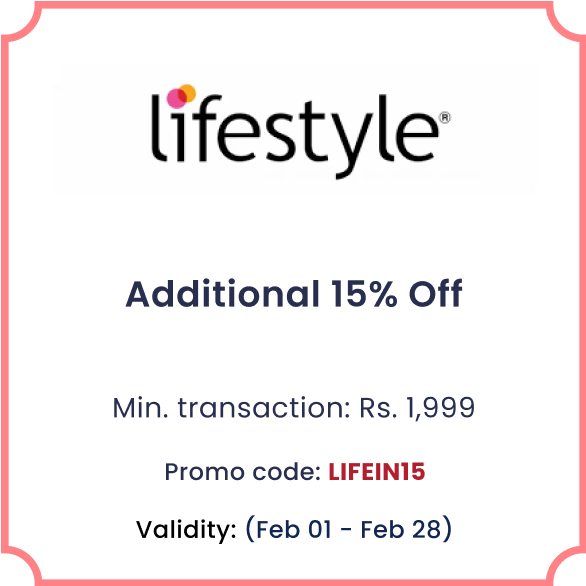 lifestyle®
Additional 15% Off
Min. transaction: Rs. 1,999
Promo code: LIFEIN15
Validity: (Feb 01 - Feb 28)